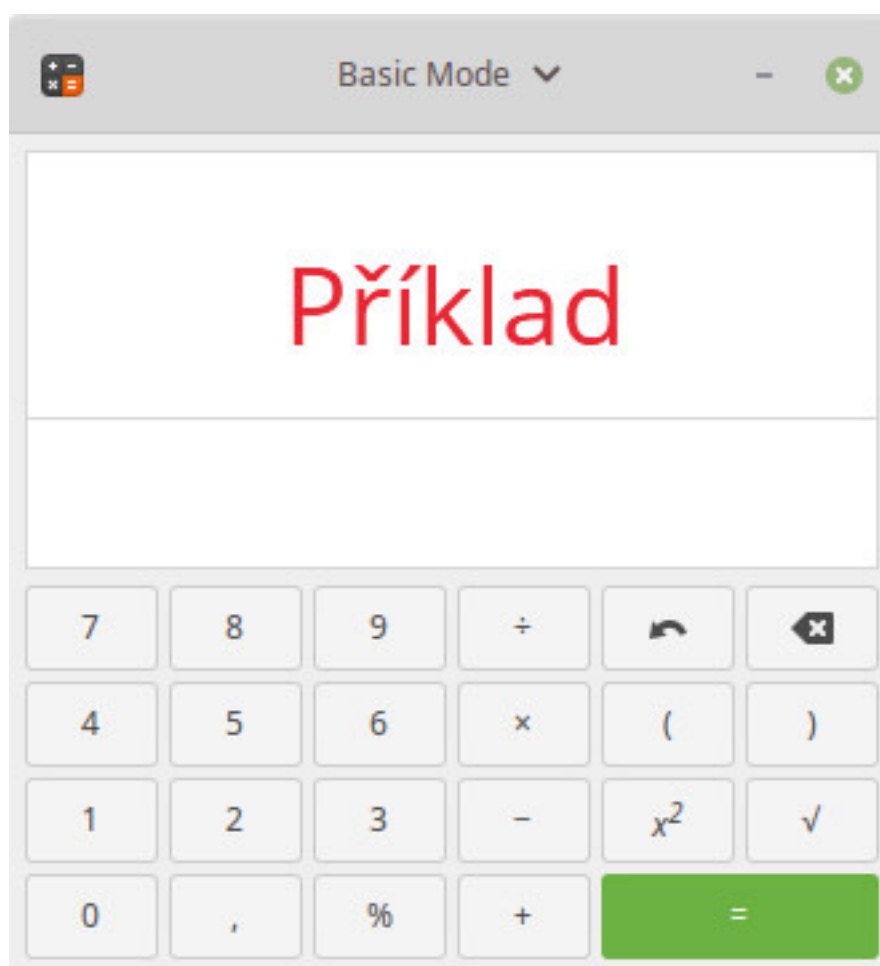 Basic Mode
Příklad
7 8 9 ÷
4 5 6 × ( )
1 2 3 − x² √
0 , % + =